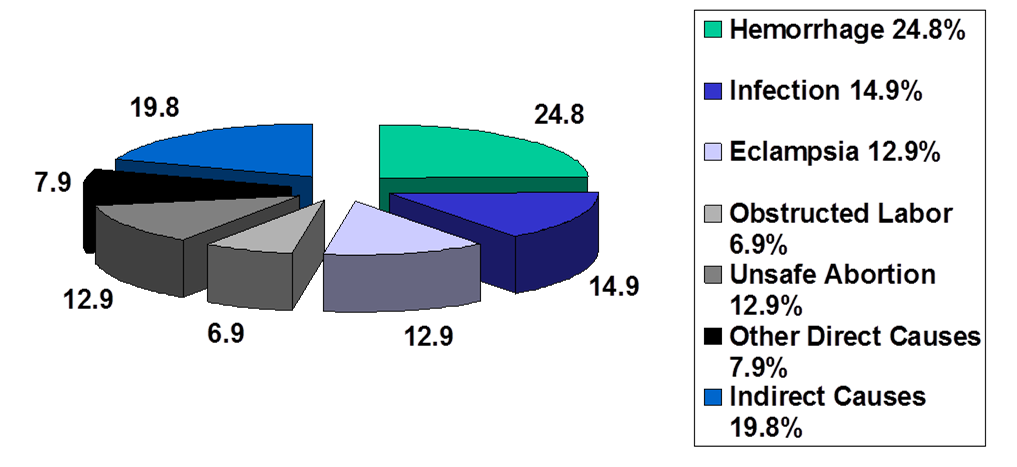 19.8
24.8
7.9
12.9
6.9
12.9
14.9
Hemorrhage 24.8%
Infection 14.9%
Eclampsia 12.9%
Obstructed Labor
6.9%
Unsafe Abortion
12.9%
Other Direct Causes
7.9%
Indirect Causes
19.8%